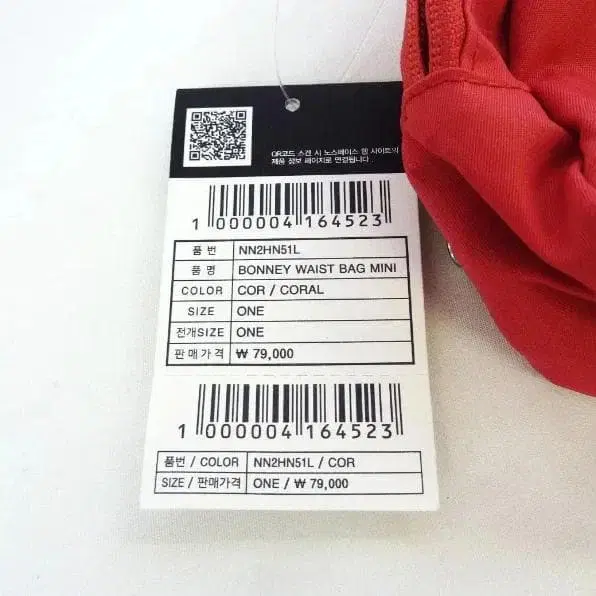 QR코드 스캔 시 노스페이스 웹 사이트의
제품 정보 페이지로 연결됩니다.
1 000004 164523
품 번 NN2HN51L
품 명 BONNEY WAIST BAG MINI
COLOR COR / CORAL
SIZE ONE
전개SIZE ONE
판매가격 ₩ 79,000
1 000004 164523
품번 / COLOR NN2HN51L / COR
SIZE / 판매가격 ONE / ₩ 79,000